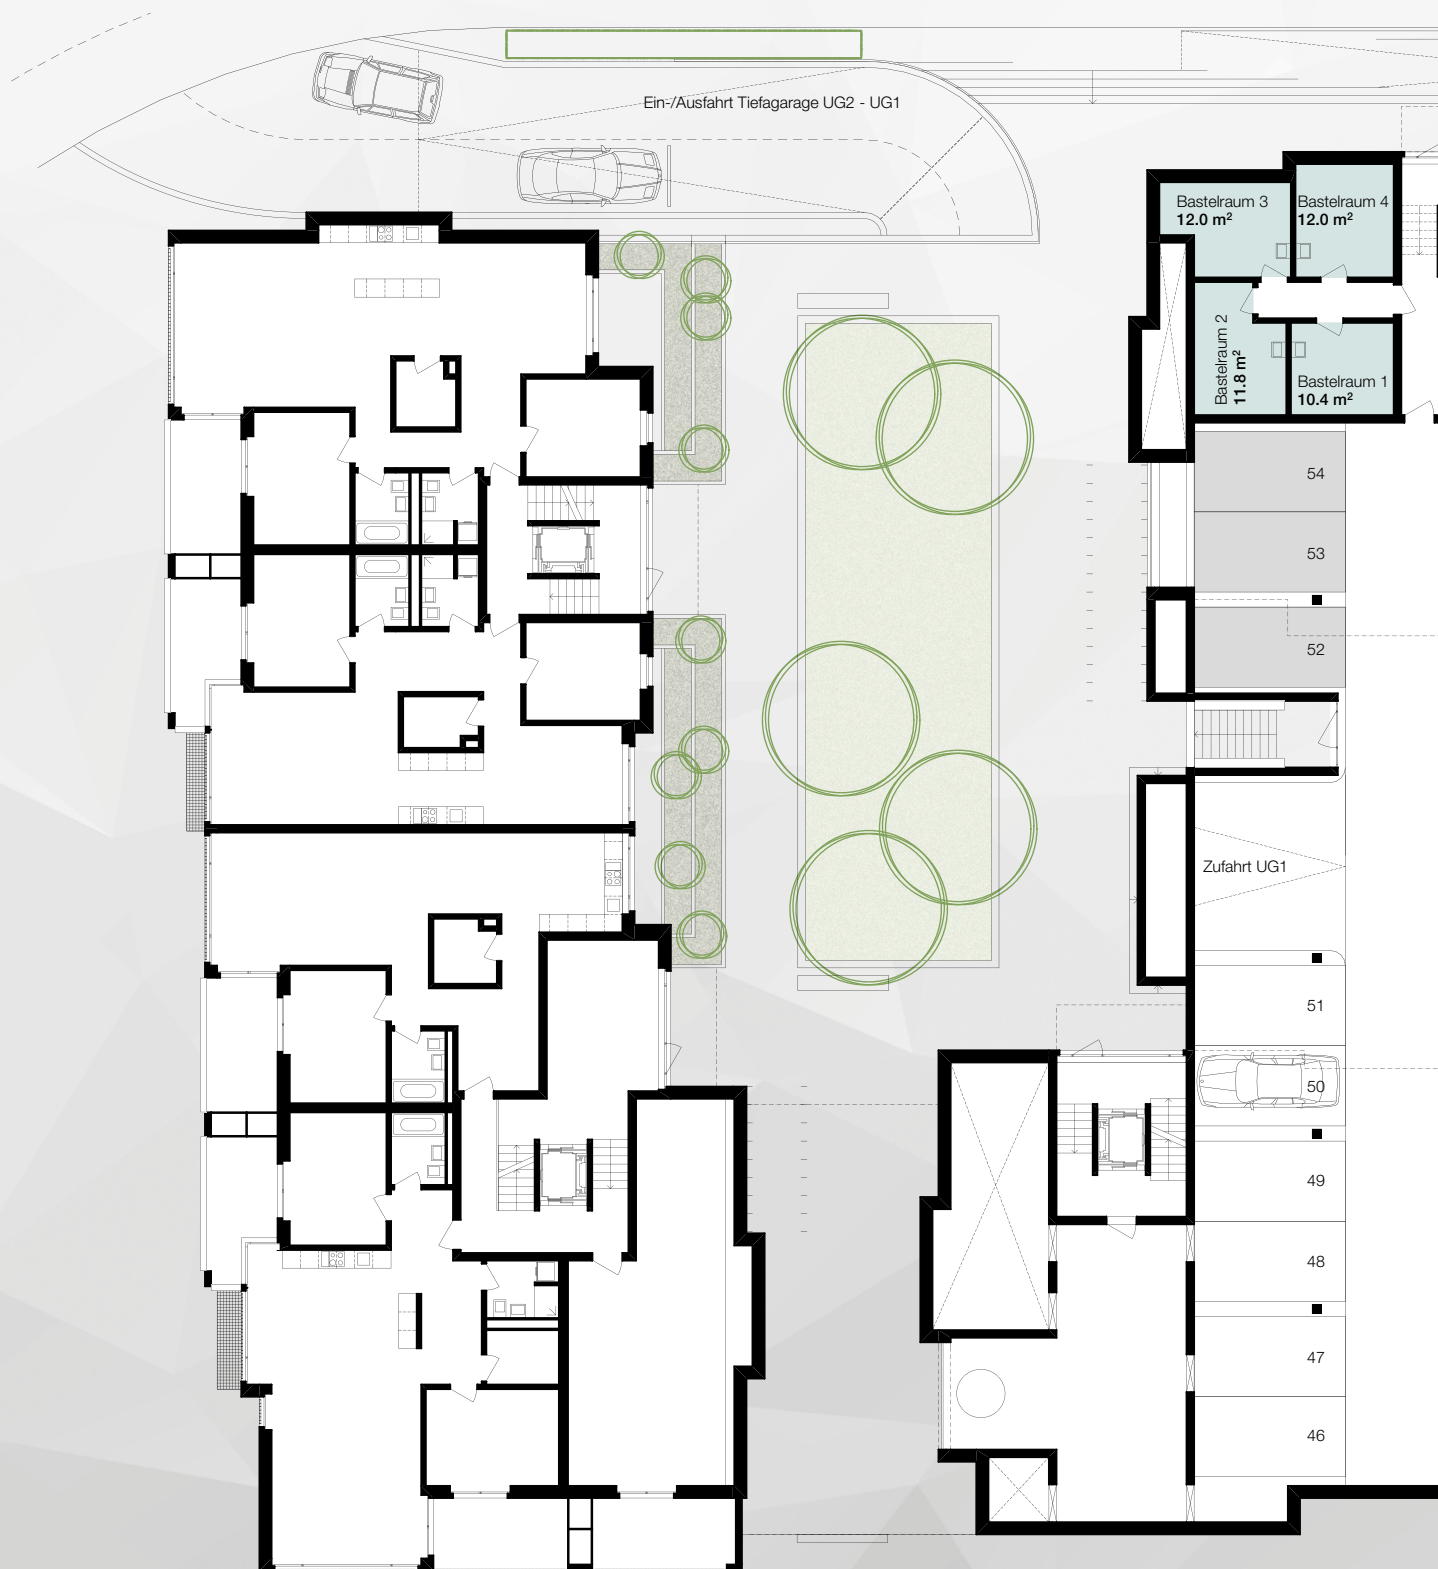 Ein-/Ausfahrt Tiefagarage UG2 - UG1
Bastelraum 3
12.0 m²
Bastelraum 4
12.0 m²
Bastelraum 2
11.8 m²
Bastelraum 1
10.4 m²
54
53
52
Zufahrt UG1
51
50
49
48
47
46